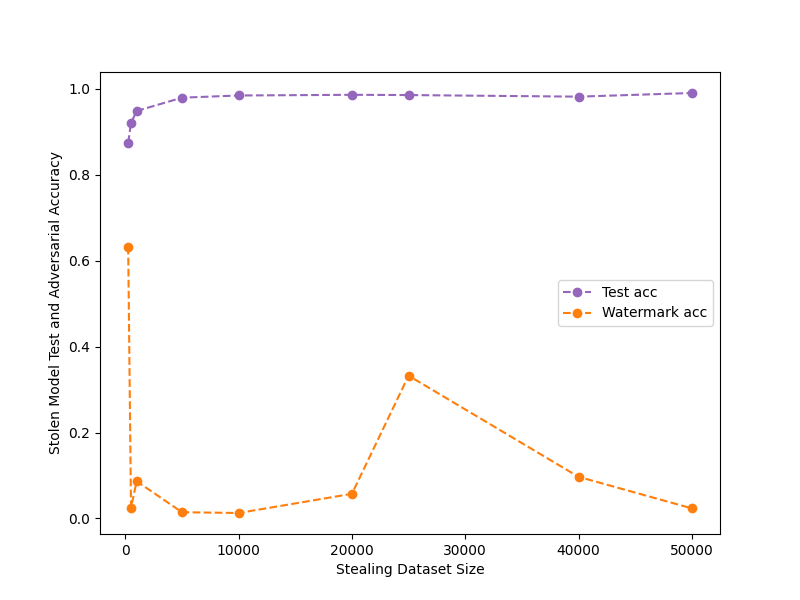 1.0
0.8
0.6
0.4
0.2
0.0
Stolen Model Test and Adversarial Accuracy
Test acc
Watermark acc
0 10000 20000 30000 40000 50000
Stealing Dataset Size